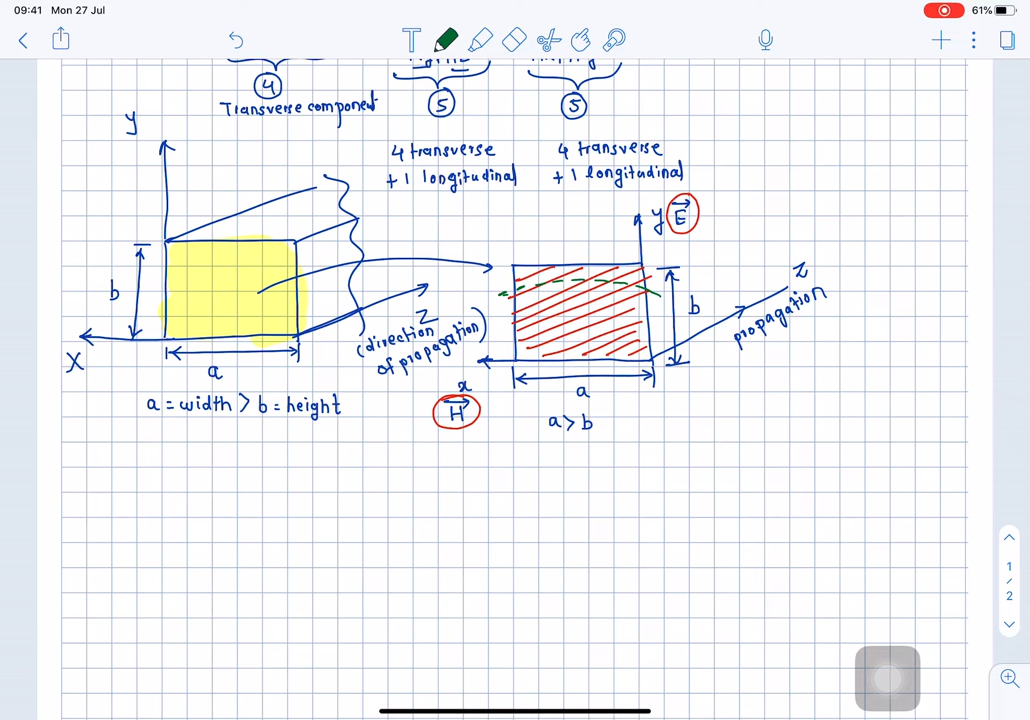 09:41 Mon 27 Jul
61%
T
4
5
5
Transverse component
4 transverse
+ 1 longitudinal
4 transverse
+ 1 longitudinal
y
y E
b
b
Z
propagation
Z
(direction
of propagation)
X
a
x
a
H
a = width > b = height
a > b
1
/
2